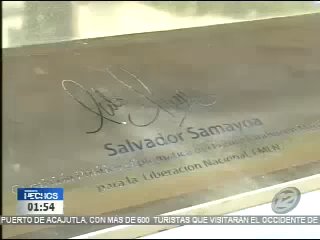 Salvador Samayoa
para la Liberación Nacional FMLN
HECHOS
01:54
12
PUERTO DE ACAJUTLA, CON MAS DE 600 TURISTAS QUE VISITARAN EL OCCIDENTE DE